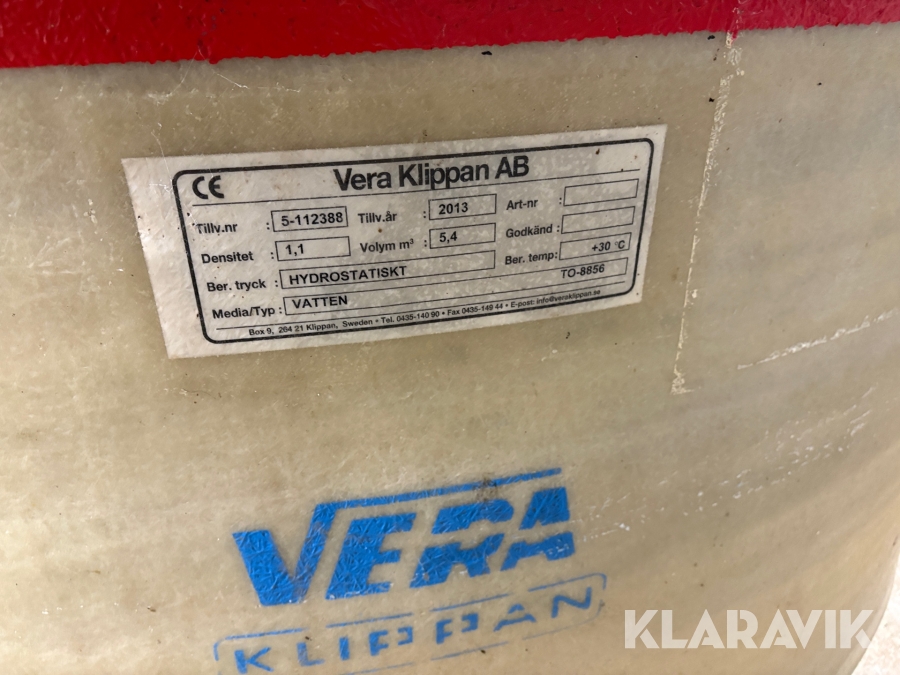 CE Vera Klippan AB
Tillv.nr : 5-112388 Tillv.år : 2013 Art-nr :
Densitet : 1,1 Volym m³ : 5,4 Godkänd :
Ber. tryck : HYDROSTATISKT Ber. temp: +30 °C
Media/Typ : VATTEN TO-8856
Box 9, 264 21 Klippan, Sweden • Tel. 0435-140 90 • Fax 0435-149 44 • E-post: info@veraklippan.se
VERA
KLIPPAN
KLARAVIK